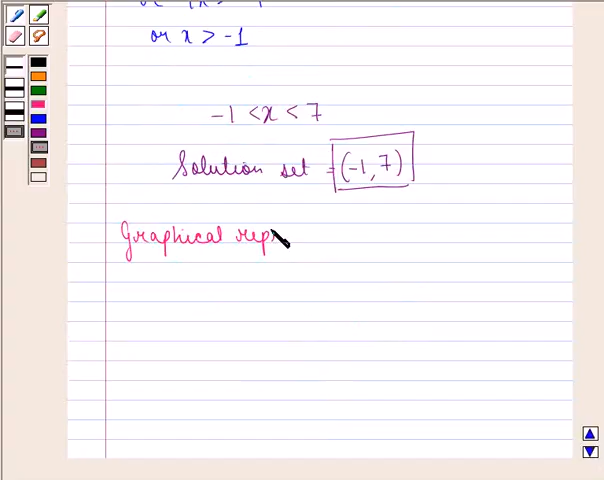 or x > -1
-1 < x < 7
Solution set = (-1, 7)
Graphical rep